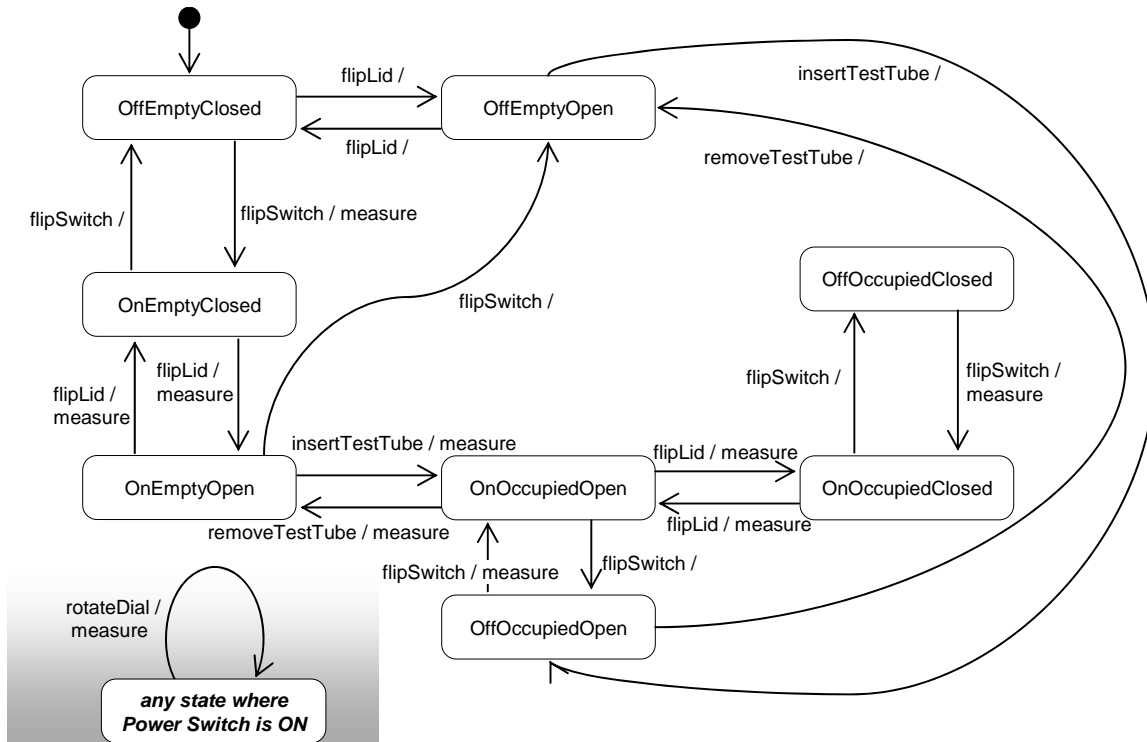 flipLid /
insertTestTube /
OffEmptyClosed
OffEmptyOpen
flipLid /
removeTestTube /
flipSwitch /
flipSwitch / measure
OffOccupiedClosed
OnEmptyClosed
flipSwitch /
flipLid /
measure
flipLid /
measure
flipSwitch /
flipSwitch /
measure
insertTestTube / measure
flipLid / measure
OnEmptyOpen
OnOccupiedOpen
OnOccupiedClosed
removeTestTube / measure
flipLid / measure
flipSwitch / measure
flipSwitch /
rotateDial /
measure
OffOccupiedOpen
any state where
Power Switch is ON